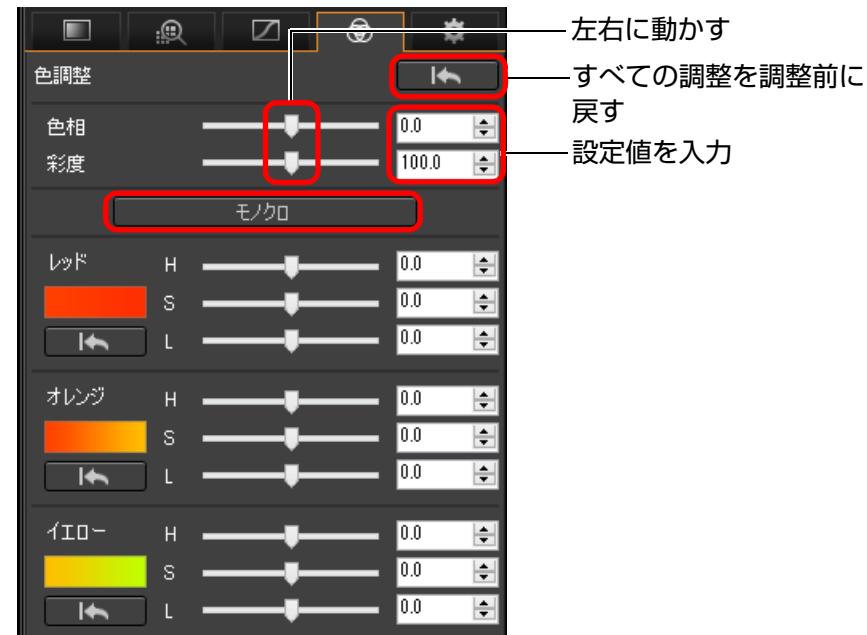 左右に動かす
色調整
すべての調整を調整前に
戻す
色相 0.0
設定値を入力
彩度 100.0
モノクロ
レッド H 0.0
S 0.0
L 0.0
オレンジ H 0.0
S 0.0
L 0.0
イエロー H 0.0
S 0.0
L 0.0